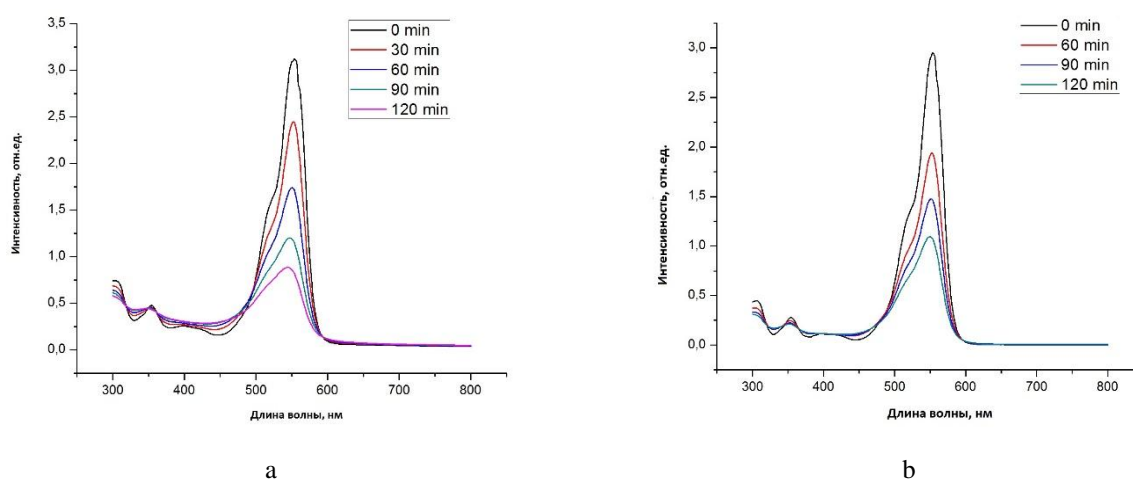 3,5
3,0
2,5
2,0
1,5
1,0
0,5
0,0
Интенсивность, отн.ед.
0 min
30 min
60 min
90 min
120 min
300 400 500 600 700 800
Длина волны, нм
a
3,0
2,5
2,0
1,5
1,0
0,5
0,0
Интенсивность, отн.ед.
0 min
60 min
90 min
120 min
300 400 500 600 700 800
Длина волны, нм
b